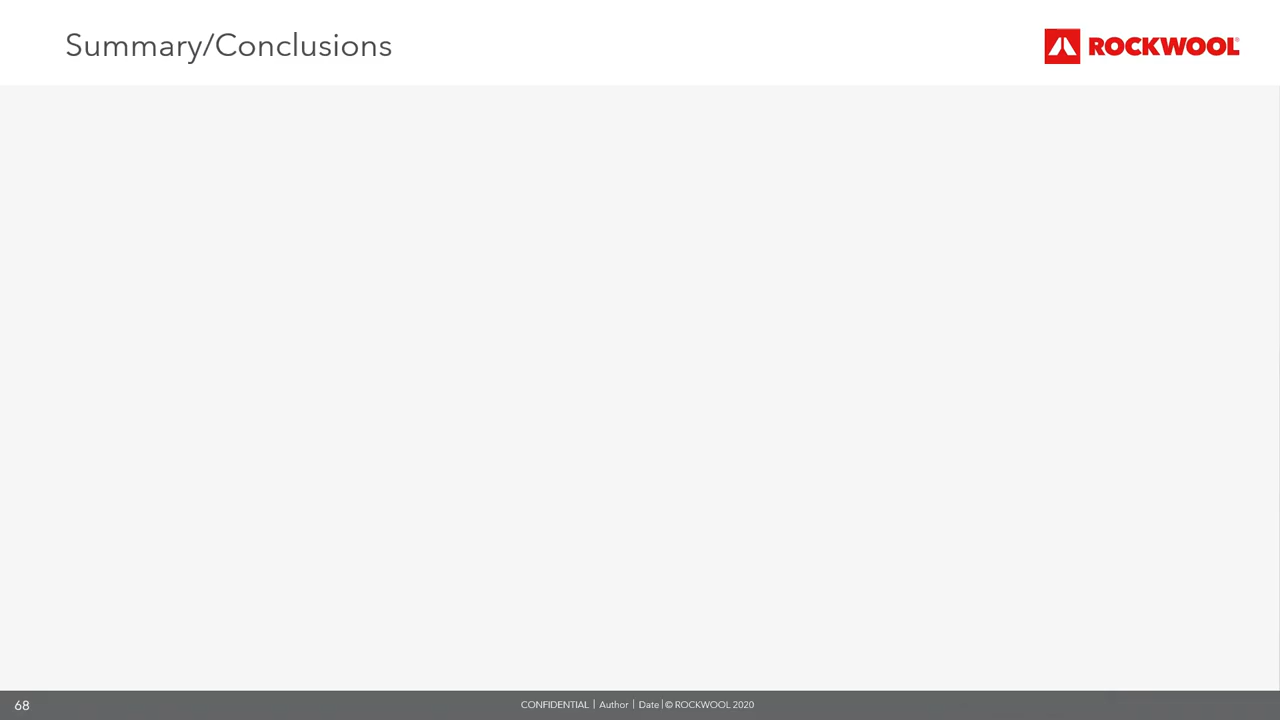 Summary/Conclusions
ROCKWOOL®
68
CONFIDENTIAL | Author | Date | © ROCKWOOL 2020